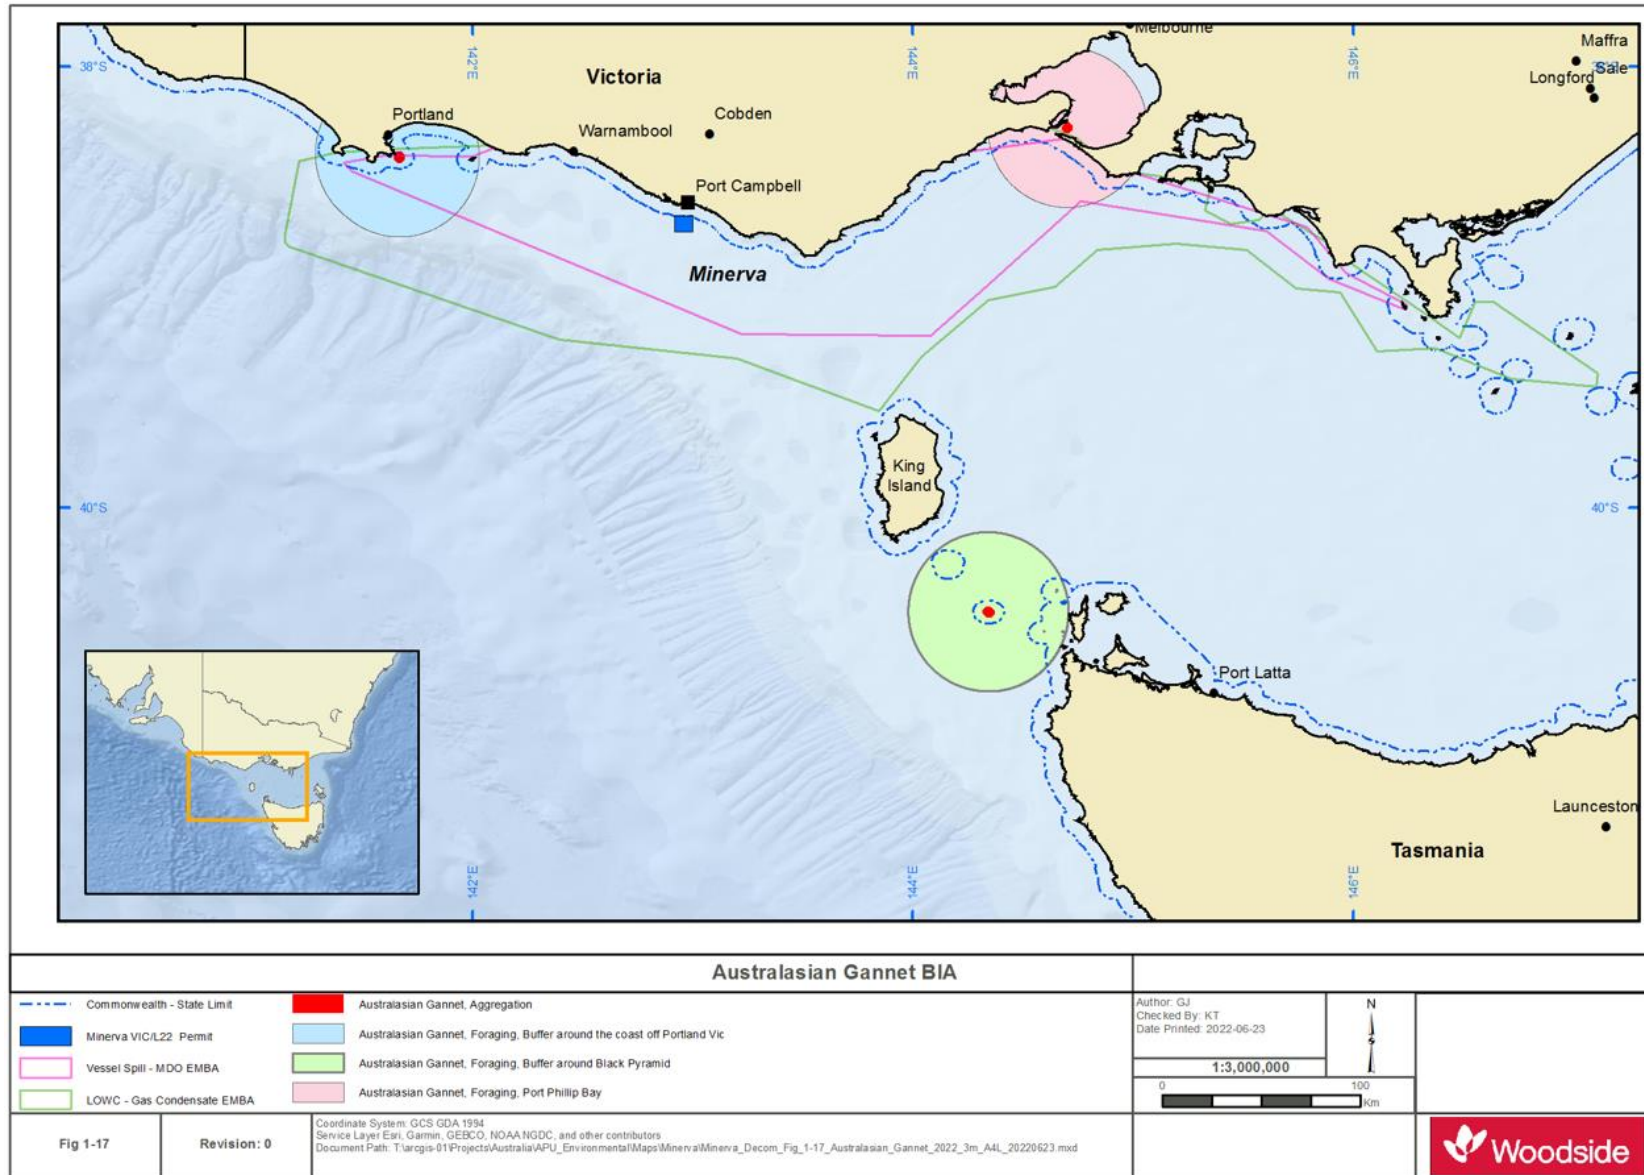 Melbourne
Maffra
38°S
142°E
144°E
146°E
38°S
Sale
Longford
Victoria
Portland
Cobden
Warnambool
Port Campbell
Minerva
King
Island
40°S
40°S
Port Latta
Launceston
Tasmania
142°E
144°E
146°E
Australasian Gannet BIA
Commonwealth - State Limit
Minerva VIC/L22 Permit
Vessel Spill - MDO EMBA
LOWC - Gas Condensate EMBA
Australasian Gannet, Aggregation
Australasian Gannet, Foraging, Buffer around the coast off Portland Vic
Australasian Gannet, Foraging, Buffer around Black Pyramid
Australasian Gannet, Foraging, Port Phillip Bay
Author: GJ
Checked By: KT
Date Printed: 2022-06-23
1:3,000,000
N
S
0 100
Km
Fig 1-17
Revision: 0
Coordinate System: GCS GDA 1994
Service Layer Esri, Garmin, GEBCO, NOAA NGDC, and other contributors
Document Path: T:\arcgis-01\Projects\Australia\APU_Environmental\Maps\Minerva\Minerva_Decom_Fig_1-17_Australasian_Gannet_2022_3m_A4L_20220623.mxd
Woodside